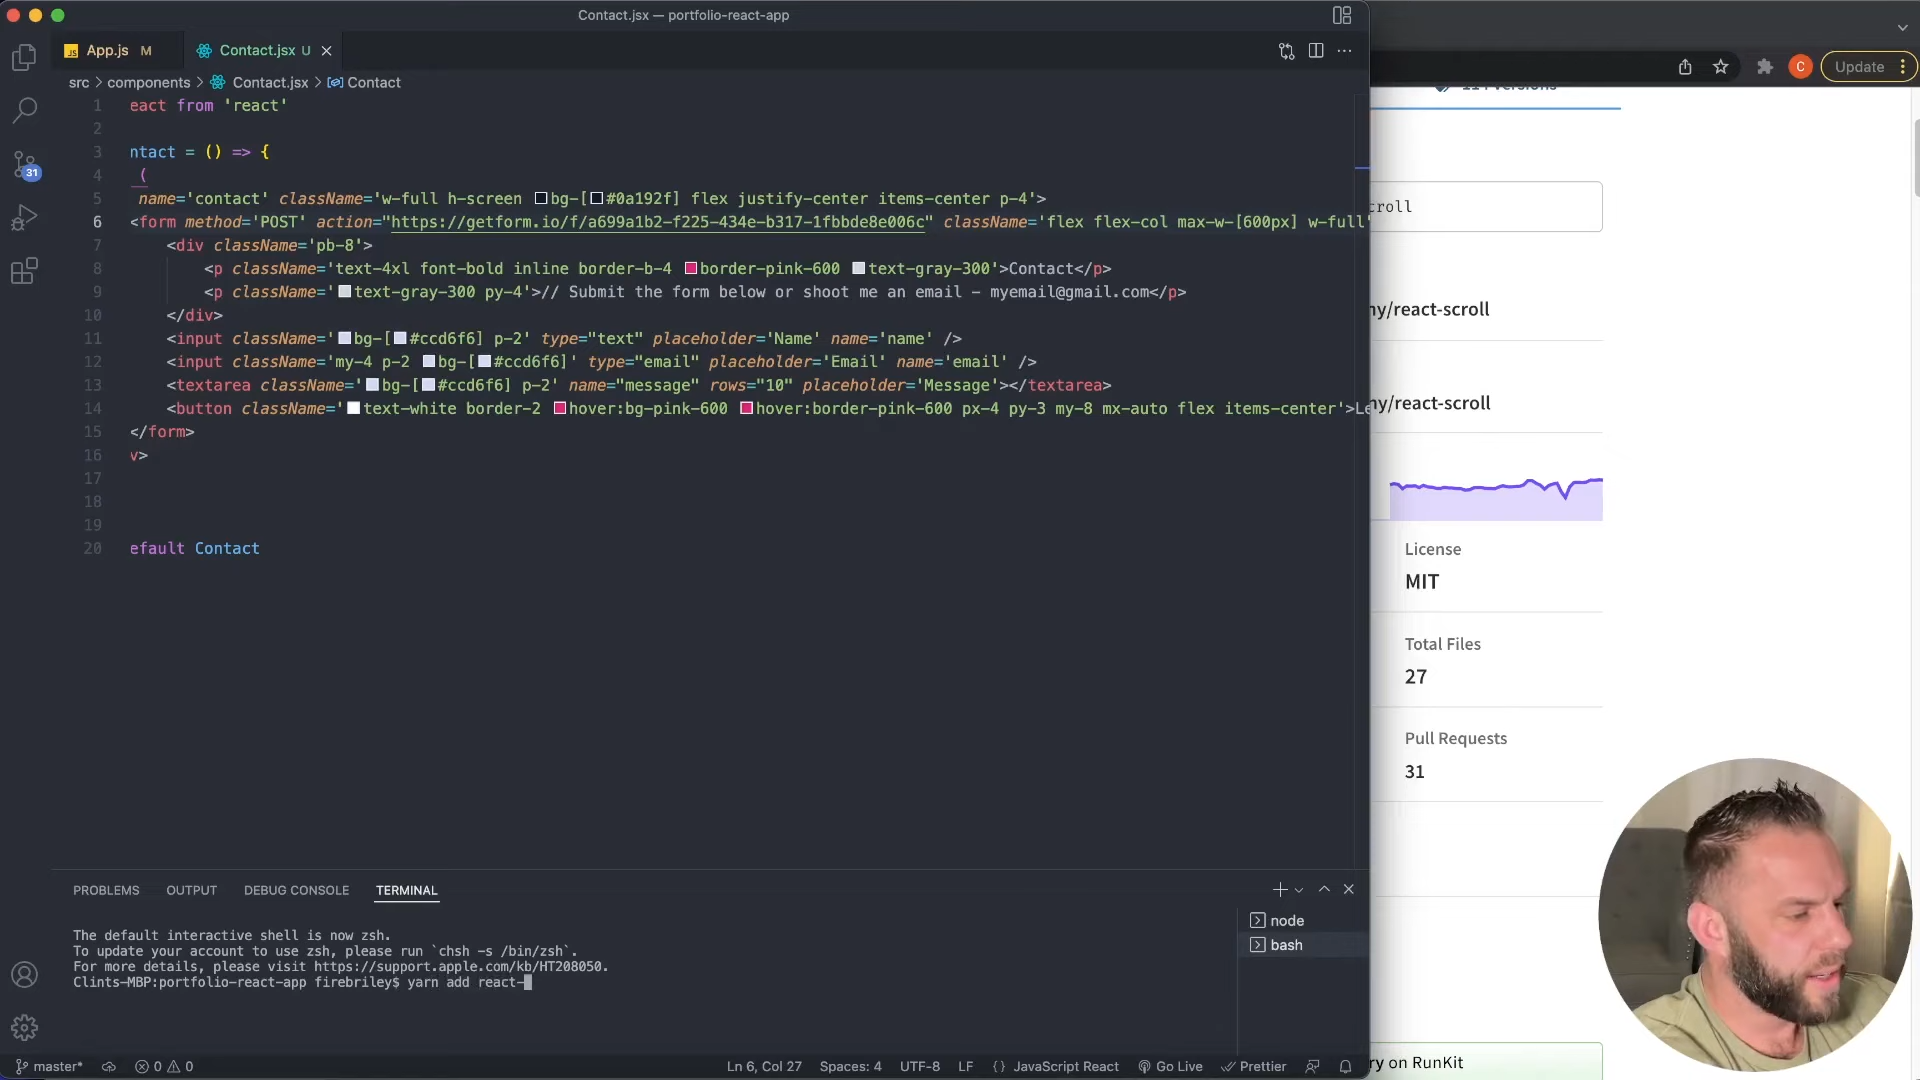 Contact.jsx — portfolio-react-app
JS App.js M
Contact.jsx U
src > components > Contact.jsx > Contact
1 eact from 'react'
2
3 ntact = () => {
4 (
5 name='contact' className='w-full h-screen bg-[#0a192f] flex justify-center items-center p-4'>
6 <form method='POST' action="https://getform.io/f/a699a1b2-f225-434e-b317-1fbbde8e006c" className='flex flex-col max-w-[600px] w-full'
7 <div className='pb-8'>
8 <p className='text-4xl font-bold inline border-b-4 border-pink-600 text-gray-300'>Contact</p>
9 <p className='text-gray-300 py-4'>// Submit the form below or shoot me an email - myemail@gmail.com</p>
10 </div>
11 <input className='bg-[#ccd6f6] p-2' type="text" placeholder='Name' name='name' />
12 <input className='my-4 p-2 bg-[#ccd6f6]' type="email" placeholder='Email' name='email' />
13 <textarea className='bg-[#ccd6f6] p-2' name="message" rows="10" placeholder='Message'></textarea>
14 <button className='text-white border-2 hover:bg-pink-600 hover:border-pink-600 px-4 py-3 my-8 mx-auto flex items-center'>Le
15 </form>
16 v>
17
18
19
20 efault Contact
31
PROBLEMS OUTPUT DEBUG CONSOLE TERMINAL
node
bash
The default interactive shell is now zsh.
To update your account to use zsh, please run `chsh -s /bin/zsh`.
For more details, please visit https://support.apple.com/kb/HT208050.
Clints-MBP:portfolio-react-app firebriley$ yarn add react-
master* 0 0 Ln 6, Col 27 Spaces: 4 UTF-8 LF {} JavaScript React Go Live Prettier
C Update
croll
ny/react-scroll
ny/react-scroll
License
MIT
Total Files
27
Pull Requests
31
ry on RunKit